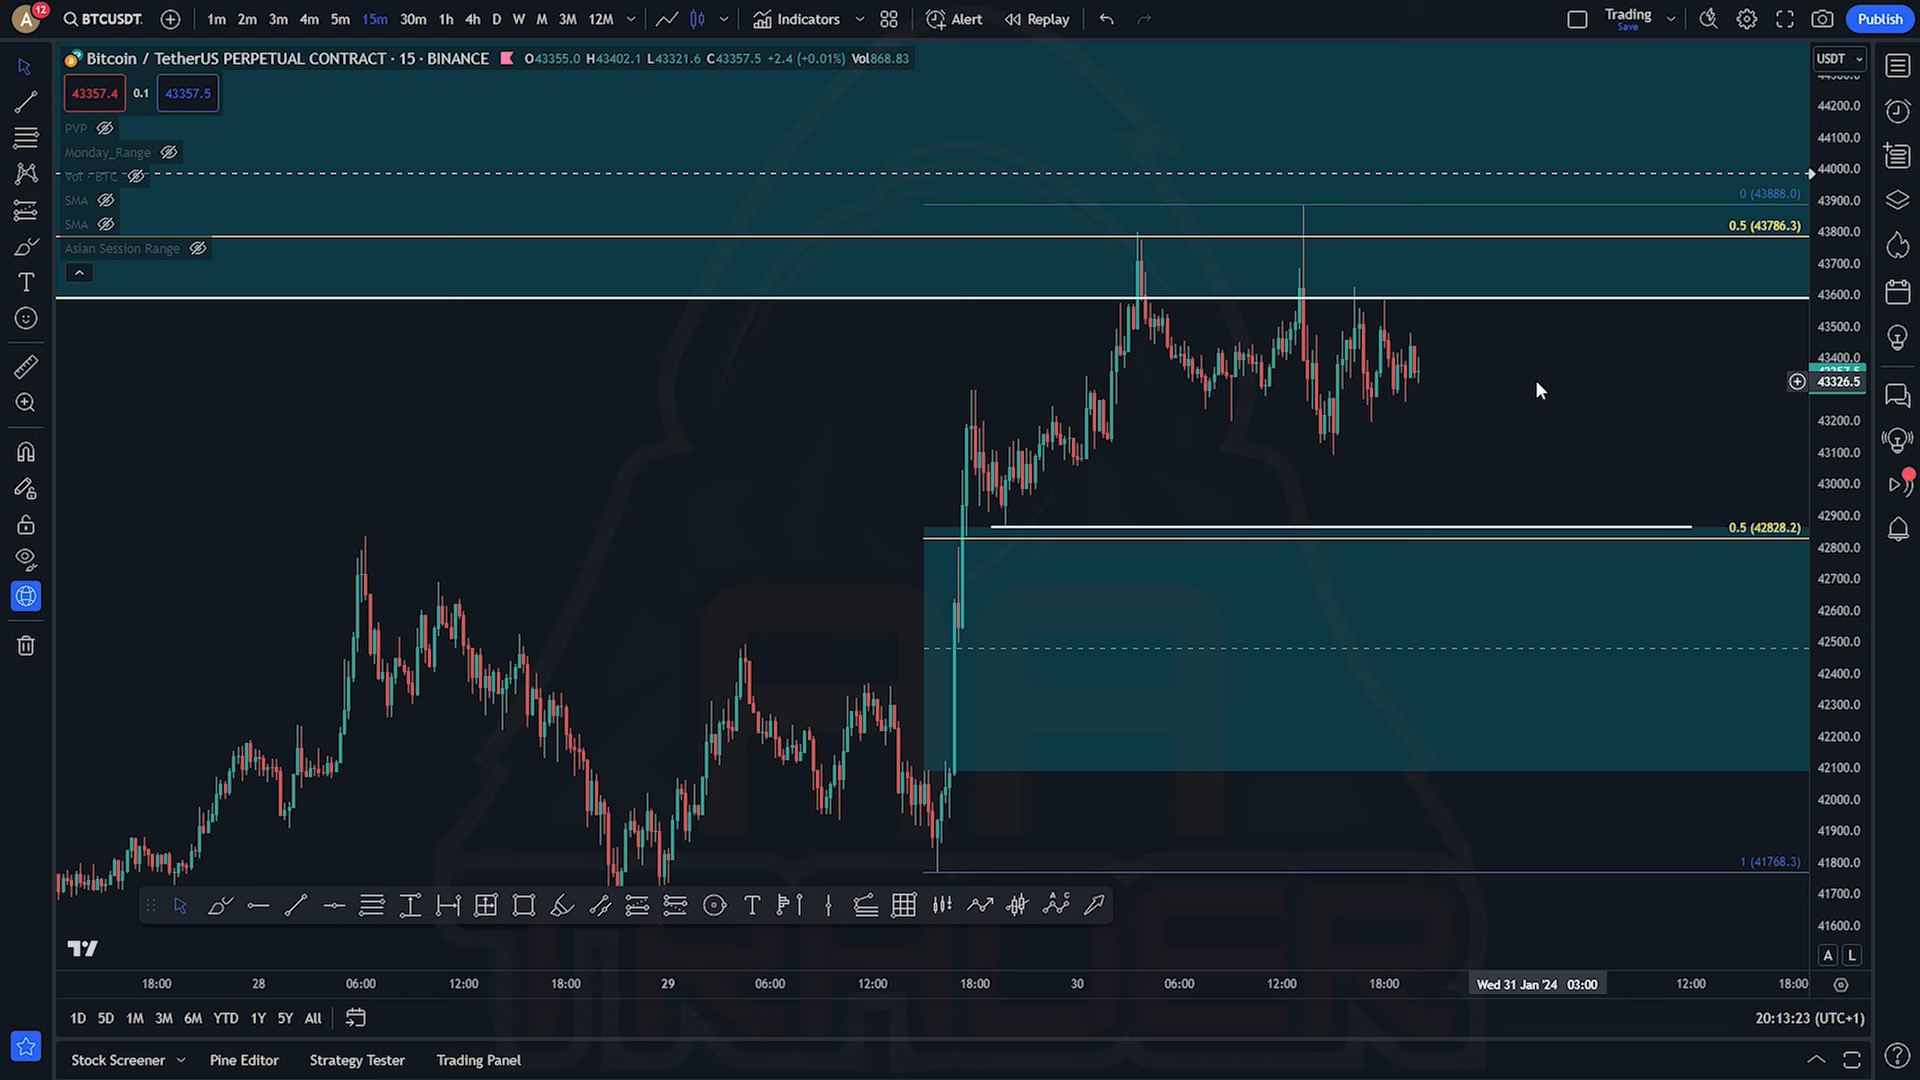 A 12 BTCUSDT. 1m 2m 3m 4m 5m 15m 30m 1h 4h D W M 3M 12M Indicators Alert Replay Trading Save Publish
Bitcoin / TetherUS PERPETUAL CONTRACT · 15 · BINANCE O43355.0 H43402.1 L43321.6 C43357.5 +2.4 (+0.01%) Vol868.83
USDT
43357.4 0.1 43357.5
PVP
Monday_Range
Vol · BTC
SMA
SMA
Asian Session Range
0 (43888.0)
0.5 (43786.3)
0.5 (42828.2)
1 (41768.3)
44200.0
44100.0
44000.0
43900.0
43800.0
43700.0
43600.0
43500.0
43400.0
43326.5
43200.0
43100.0
43000.0
42900.0
42800.0
42700.0
42600.0
42500.0
42400.0
42300.0
42200.0
42100.0
42000.0
41900.0
41800.0
41700.0
41600.0
AA
TRADER
A L
18:00 28 06:00 12:00 18:00 29 06:00 12:00 18:00 30 06:00 12:00 18:00 Wed 31 Jan '24 03:00 12:00 18:00
1D 5D 1M 3M 6M YTD 1Y 5Y All 20:13:23 (UTC+1)
Stock Screener Pine Editor Strategy Tester Trading Panel